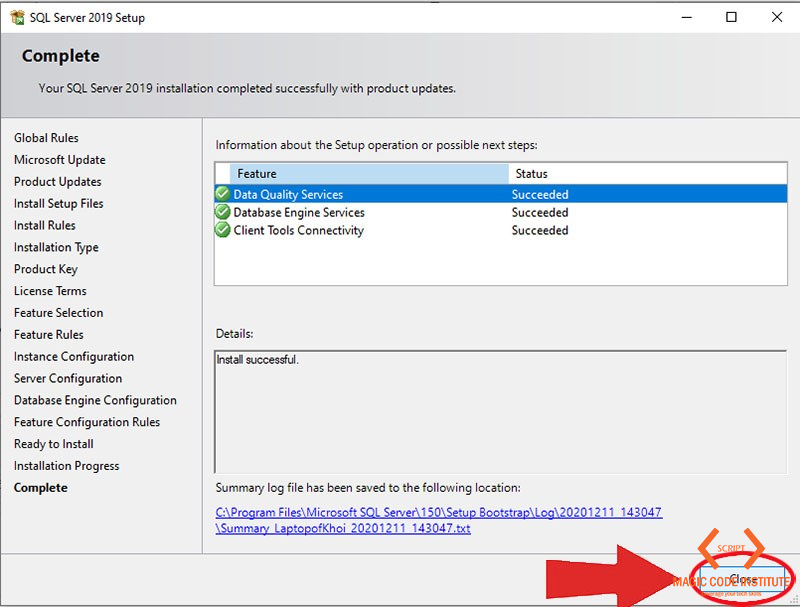 SQL Server 2019 Setup
Complete
Your SQL Server 2019 installation completed successfully with product updates.
Global Rules
Microsoft Update
Product Updates
Install Setup Files
Install Rules
Installation Type
Product Key
License Terms
Feature Selection
Feature Rules
Instance Configuration
Server Configuration
Database Engine Configuration
Feature Configuration Rules
Ready to Install
Installation Progress
Complete
Information about the Setup operation or possible next steps:
Feature Status
Data Quality Services Succeeded
Database Engine Services Succeeded
Client Tools Connectivity Succeeded
Details:
Install successful.
Summary log file has been saved to the following location:
C:\Program Files\Microsoft SQL Server\150\Setup Bootstrap\Log\20201211_143047
\Summary_LaptopofKhoi_20201211_143047.txt
SCRIPT
Close
MAGIC CODE INSTITUTE